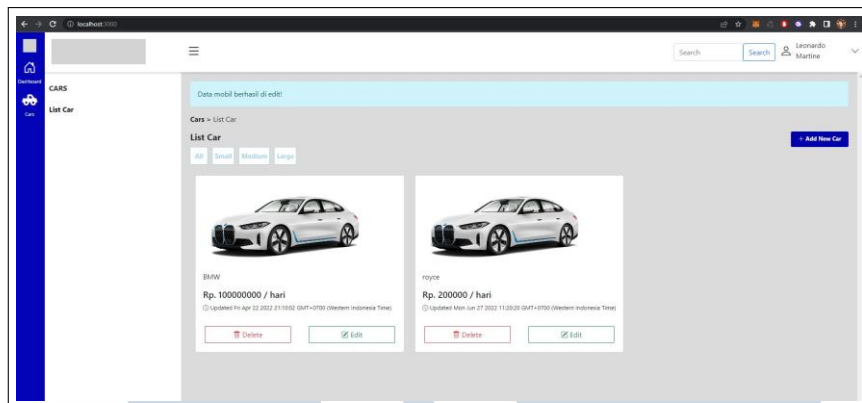 localhost:3000
Search
Search
Leonardo
Martine
Dashboard
Cars
CARS
List Car
Data mobil berhasil di edit!
Cars > List Car
List Car
+ Add New Car
All
Small
Medium
Large
BMW
Rp. 100000000 / hari
Updated Fri Apr 22 2022 21:10:02 GMT+0700 (Western Indonesia Time)
Delete
Edit
royce
Rp. 200000 / hari
Updated Mon Jun 27 2022 11:20:20 GMT+0700 (Western Indonesia Time)
Delete
Edit